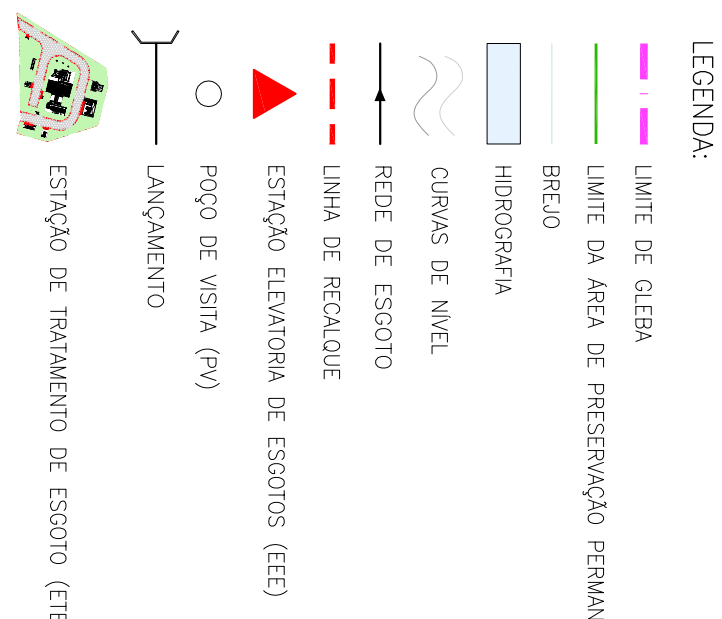 LEGENDA:
LIMITE DE GLEBA
LIMITE DA ÁREA DE PRESERVAÇÃO PERMAN
BREJO
HIDROGRAFIA
CURVAS DE NÍVEL
REDE DE ESGOTO
LINHA DE RECALQUE
ESTAÇÃO ELEVATORIA DE ESGOTOS (EEE)
POÇO DE VISITA (PV)
LANÇAMENTO
ESTAÇÃO DE TRATAMENTO DE ESGOTO (ETE